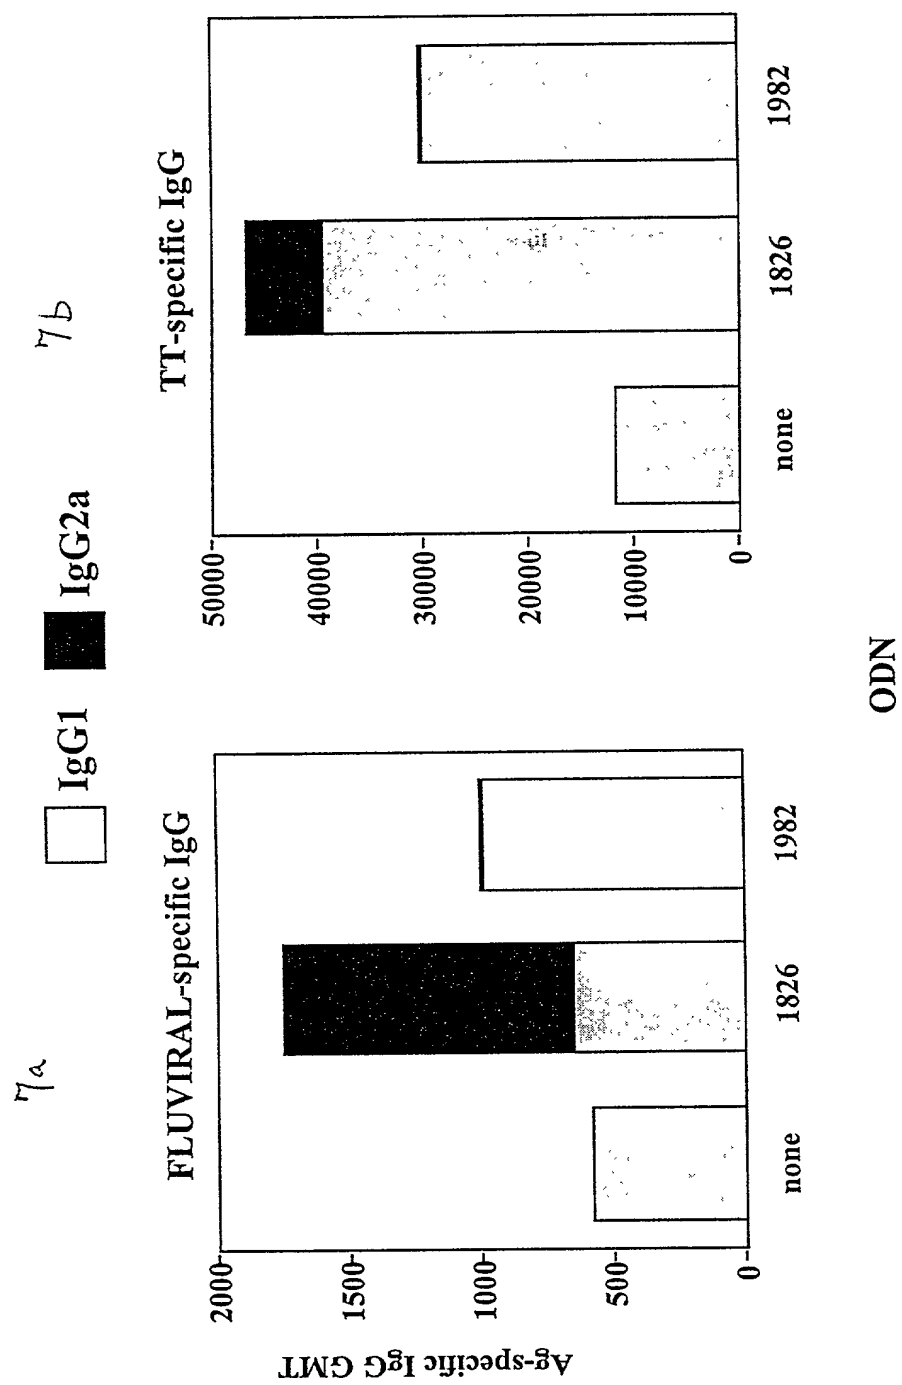 7a
7b
IgG1 IgG2a
FLUVIRAL-specific IgG
Ag-specific IgG GMT
2000
1500
1000
500
0
none 1826 1982
TT-specific IgG
50000
40000
30000
20000
10000
0
none 1826 1982
ODN